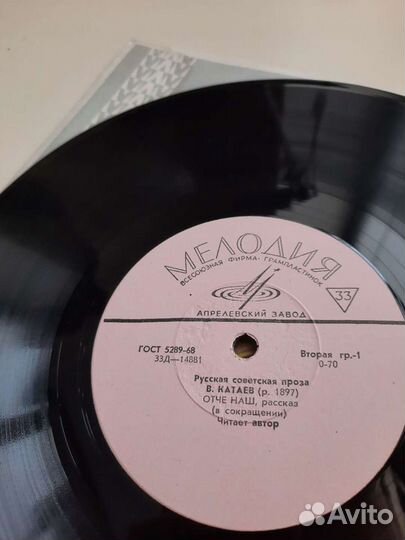 МЕЛОДИЯ
ВСЕСОЮЗНАЯ ФИРМА·ГРАМПЛАСТИНОК
33
АПРЕЛЕВСКИЙ ЗАВОД
ГОСТ 5289-68
33Д—14881
Вторая гр.-1
0-70
Русская советская проза
В. КАТАЕВ (р. 1897)
ОТЧЕ НАШ, рассказ
(в сокращении)
Читает автор
Avito